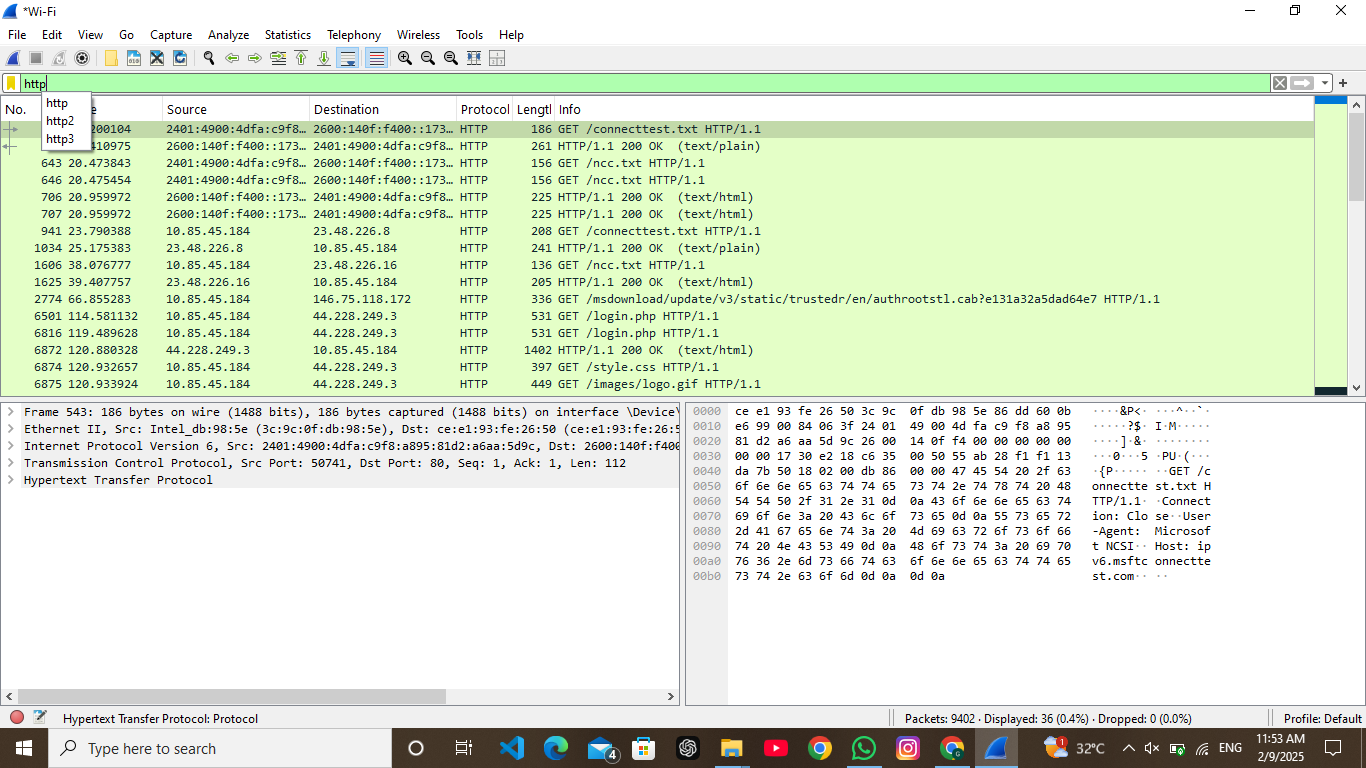 *Wi-Fi
File Edit View Go Capture Analyze Statistics Telephony Wireless Tools Help
http
http
http2
http3
No. e Source Destination Protocol Lengtl Info
200104 2401:4900:4dfa:c9f8… 2600:140f:f400::173… HTTP 186 GET /connecttest.txt HTTP/1.1
410975 2600:140f:f400::173… 2401:4900:4dfa:c9f8… HTTP 261 HTTP/1.1 200 OK (text/plain)
643 20.473843 2401:4900:4dfa:c9f8… 2600:140f:f400::173… HTTP 156 GET /ncc.txt HTTP/1.1
646 20.475454 2401:4900:4dfa:c9f8… 2600:140f:f400::173… HTTP 156 GET /ncc.txt HTTP/1.1
706 20.959972 2600:140f:f400::173… 2401:4900:4dfa:c9f8… HTTP 225 HTTP/1.1 200 OK (text/html)
707 20.959972 2600:140f:f400::173… 2401:4900:4dfa:c9f8… HTTP 225 HTTP/1.1 200 OK (text/html)
941 23.790388 10.85.45.184 23.48.226.8 HTTP 208 GET /connecttest.txt HTTP/1.1
1034 25.175383 23.48.226.8 10.85.45.184 HTTP 241 HTTP/1.1 200 OK (text/plain)
1606 38.076777 10.85.45.184 23.48.226.16 HTTP 136 GET /ncc.txt HTTP/1.1
1625 39.407757 23.48.226.16 10.85.45.184 HTTP 205 HTTP/1.1 200 OK (text/html)
2774 66.855283 10.85.45.184 146.75.118.172 HTTP 336 GET /msdownload/update/v3/static/trustedr/en/authrootstl.cab?e131a32a5dad64e7 HTTP/1.1
6501 114.581132 10.85.45.184 44.228.249.3 HTTP 531 GET /login.php HTTP/1.1
6816 119.489628 10.85.45.184 44.228.249.3 HTTP 531 GET /login.php HTTP/1.1
6872 120.880328 44.228.249.3 10.85.45.184 HTTP 1402 HTTP/1.1 200 OK (text/html)
6874 120.932657 10.85.45.184 44.228.249.3 HTTP 397 GET /style.css HTTP/1.1
6875 120.933924 10.85.45.184 44.228.249.3 HTTP 449 GET /images/logo.gif HTTP/1.1
Frame 543: 186 bytes on wire (1488 bits), 186 bytes captured (1488 bits) on interface \Device\
Ethernet II, Src: Intel_db:98:5e (3c:9c:0f:db:98:5e), Dst: ce:e1:93:fe:26:50 (ce:e1:93:fe:26:5
Internet Protocol Version 6, Src: 2401:4900:4dfa:c9f8:a895:81d2:a6aa:5d9c, Dst: 2600:140f:f400
Transmission Control Protocol, Src Port: 50741, Dst Port: 80, Seq: 1, Ack: 1, Len: 112
Hypertext Transfer Protocol
0000 ce e1 93 fe 26 50 3c 9c 0f db 98 5e 86 dd 60 0b ····&P<· ···^··`·
0010 e6 99 00 84 06 3f 24 01 49 00 4d fa c9 f8 a8 95 ·····?$· I·M·····
0020 81 d2 a6 aa 5d 9c 26 00 14 0f f4 00 00 00 00 00 ····]·&· ········
0030 00 00 17 30 e2 18 c6 35 00 50 55 ab 28 f1 f1 13 ···0···5 ·PU·(···
0040 da 7b 50 18 02 00 db 86 00 00 47 45 54 20 2f 63 ·{P····· ··GET /c
0050 6f 6e 6e 65 63 74 74 65 73 74 2e 74 78 74 20 48 onnectte st.txt H
0060 54 54 50 2f 31 2e 31 0d 0a 43 6f 6e 6e 65 63 74 TTP/1.1· ·Connect
0070 69 6f 6e 3a 20 43 6c 6f 73 65 0d 0a 55 73 65 72 ion: Clo se··User
0080 2d 41 67 65 6e 74 3a 20 4d 69 63 72 6f 73 6f 66 -Agent: Microsof
0090 74 20 4e 43 53 49 0d 0a 48 6f 73 74 3a 20 69 70 t NCSI·· Host: ip
00a0 76 36 2e 6d 73 66 74 63 6f 6e 6e 65 63 74 74 65 v6.msftc onnectte
00b0 73 74 2e 63 6f 6d 0d 0a 0d 0a st.com·· ··
Hypertext Transfer Protocol: Protocol Packets: 9402 · Displayed: 36 (0.4%) · Dropped: 0 (0.0%) Profile: Default
Type here to search 4 1 32°C ENG 11:53 AM
2/9/2025